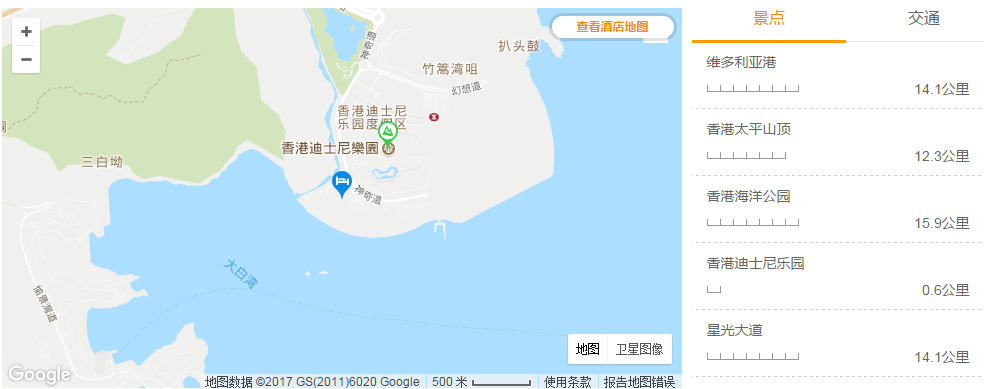 +
−
查看酒店地图
扒头鼓
神奇道
竹篙湾咀
幻想道
香港迪士尼
乐园度假区
香港迪士尼樂園
三白坳
神奇道
大白湾
愉景灣道
地图
卫星图像
Google
地图数据 ©2017 GS(2011)6020 Google
500 米
使用条款
报告地图错误
景点
交通
维多利亚港
14.1公里
香港太平山顶
12.3公里
香港海洋公园
15.9公里
香港迪士尼乐园
0.6公里
星光大道
14.1公里